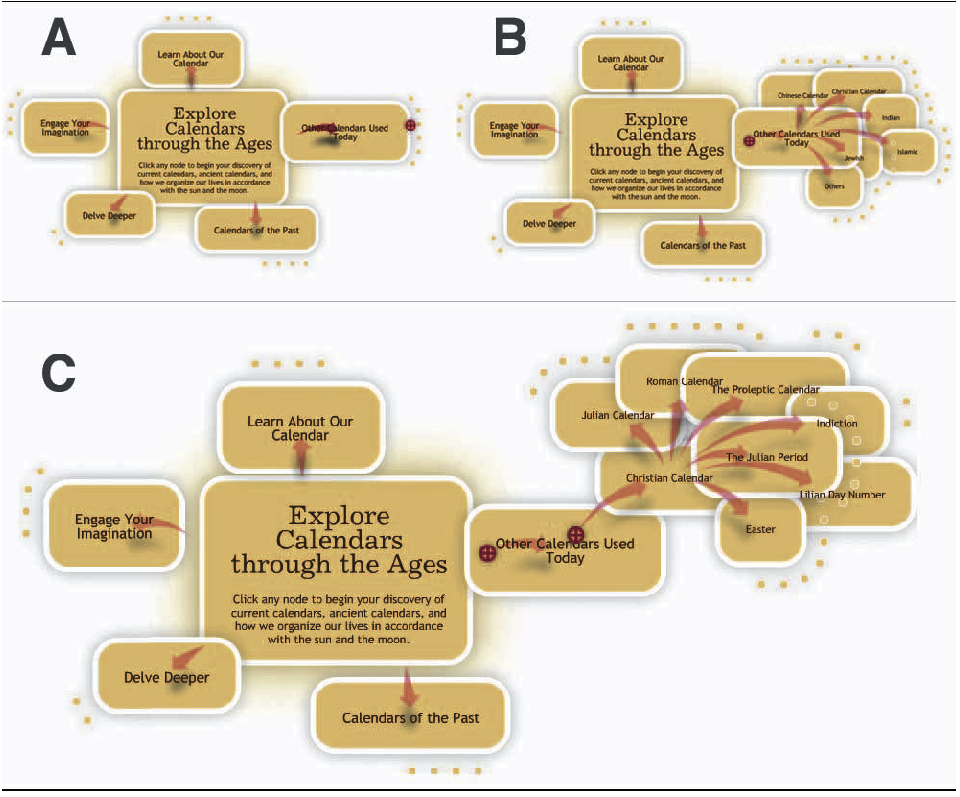 A
Learn About Our
Calendar
Engage Your
Imagination
Explore
Calendars
through the Ages
Click any node to begin your discovery of
current calendars, ancient calendars, and
how we organize our lives in accordance
with the sun and the moon.
Other Calendars Used
Today
Delve Deeper
Calendars of the Past
B
Learn About Our
Calendar
Engage Your
Imagination
Explore
Calendars
through the Ages
Click any node to begin your discovery of
current calendars, ancient calendars, and
how we organize our lives in accordance
with the sun and the moon.
Chinese Calendar
Christian Calendar
Indian
Other Calendars Used
Today
Jewish
Islamic
Others
Delve Deeper
Calendars of the Past
C
Learn About Our
Calendar
Engage Your
Imagination
Explore
Calendars
through the Ages
Click any node to begin your discovery of
current calendars, ancient calendars, and
how we organize our lives in accordance
with the sun and the moon.
Roman Calendar
The Proleptic Calendar
Julian Calendar
Indiction
The Julian Period
Christian Calendar
Lilian Day Number
Easter
Other Calendars Used
Today
Delve Deeper
Calendars of the Past